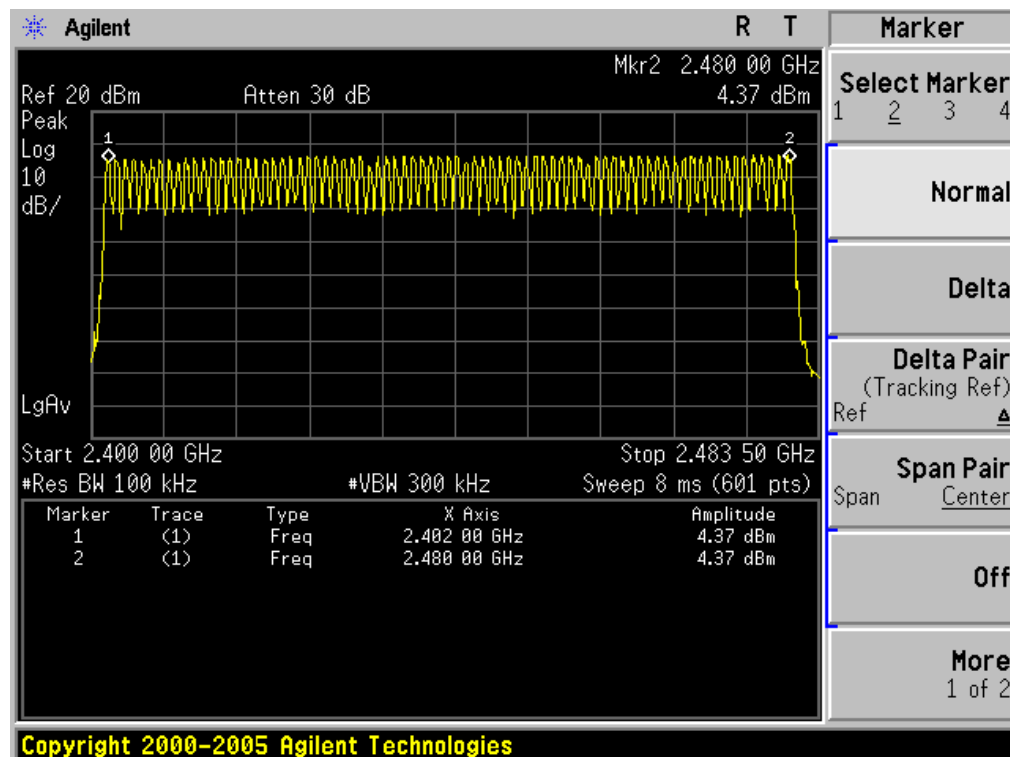 Agilent R T
Mkr2 2.480 00 GHz
Ref 20 dBm Atten 30 dB 4.37 dBm
Peak
Log
10
dB/
1 2
LgAv
Start 2.400 00 GHz Stop 2.483 50 GHz
#Res BW 100 kHz #VBW 300 kHz Sweep 8 ms (601 pts)
Marker Trace Type X Axis Amplitude
1 (1) Freq 2.402 00 GHz 4.37 dBm
2 (1) Freq 2.480 00 GHz 4.37 dBm
Copyright 2000-2005 Agilent Technologies
Marker
Select Marker
1 2 3 4
Normal
Delta
Delta Pair
(Tracking Ref)
Ref Δ
Span Pair
Span Center
Off
More
1 of 2